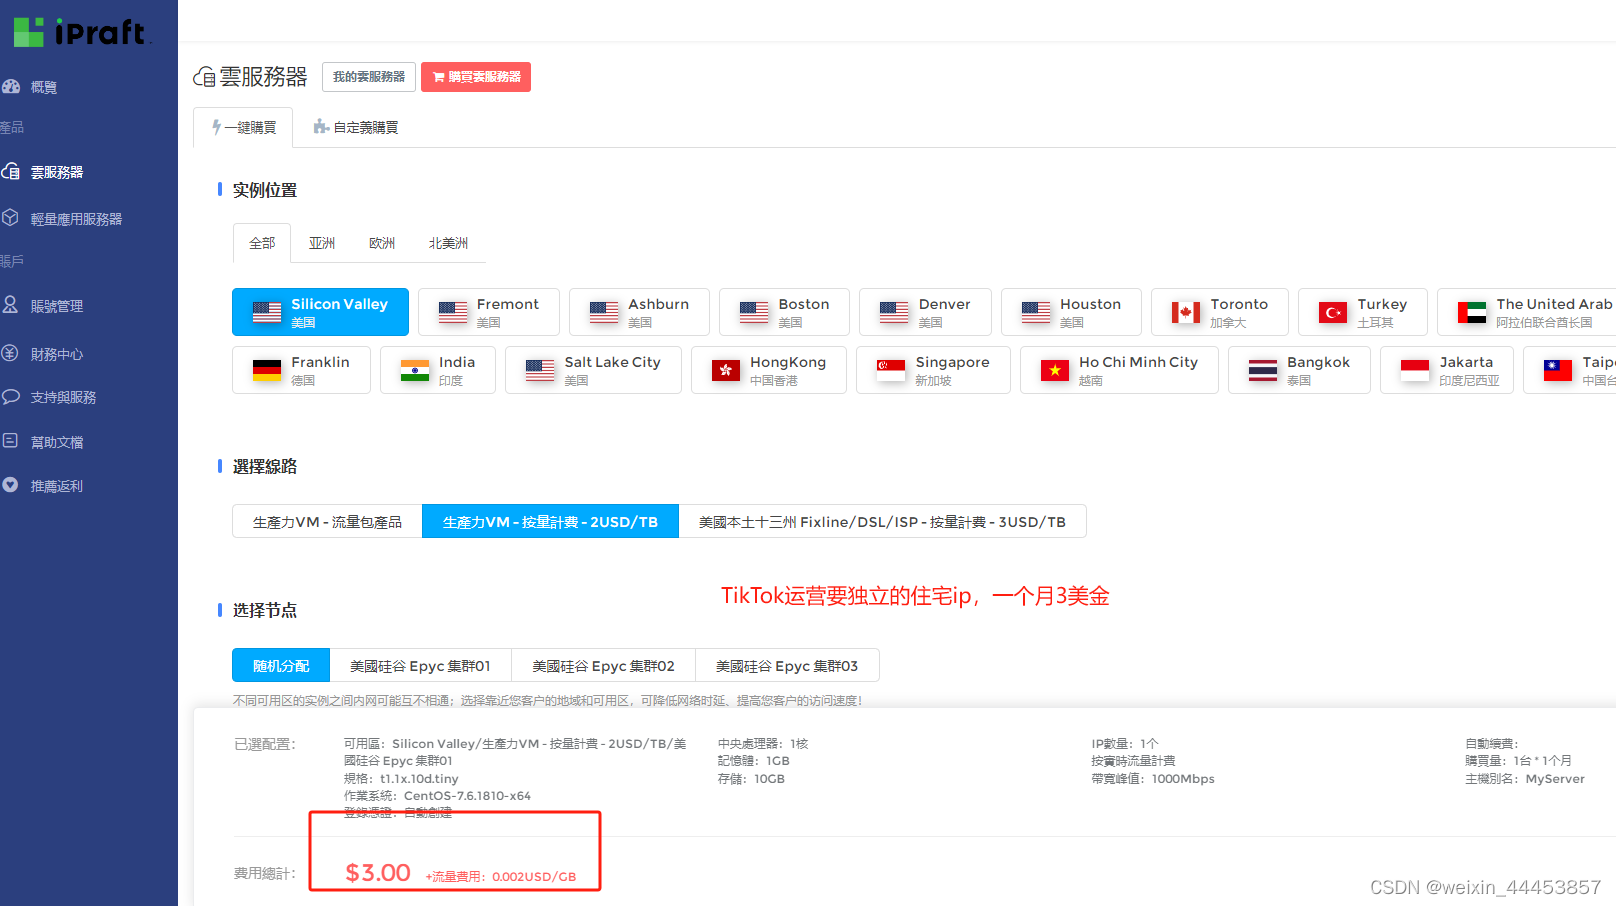 iPraft
概覽
產品
雲服務器
輕量應用服務器
賬戶
賬號管理
財務中心
支持與服務
幫助文檔
推薦返利
雲服務器
我的雲服務器
購買雲服務器
一鍵購買
自定義購買
实例位置
全部
亚洲
欧洲
北美洲
Silicon Valley
美国
Fremont
美国
Ashburn
美国
Boston
美国
Denver
美国
Houston
美国
Toronto
加拿大
Turkey
土耳其
The United Arab
阿拉伯联合酋长国
Franklin
德国
India
印度
Salt Lake City
美国
HongKong
中国香港
Singapore
新加坡
Ho Chi Minh City
越南
Bangkok
泰国
Jakarta
印度尼西亚
Taip
中国台
選擇線路
生產力VM - 流量包產品
生產力VM - 按量計費 - 2USD/TB
美國本土十三州 Fixline/DSL/ISP - 按量計費 - 3USD/TB
TikTok运营要独立的住宅ip，一个月3美金
选择节点
随机分配
美國硅谷 Epyc 集群01
美國硅谷 Epyc 集群02
美國硅谷 Epyc 集群03
不同可用区的实例之间内网可能互不相通；选择靠近您客户的地域和可用区，可降低网络时延、提高您客户的访问速度！
已選配置：
可用區：Silicon Valley/生產力VM - 按量計費 - 2USD/TB/美
國硅谷 Epyc 集群01
規格：t1.1x.10d.tiny
作業系統：CentOS-7.6.1810-x64
登錄憑證：自動創建
中央處理器：1核
記憶體：1GB
存储：10GB
IP數量：1个
按實時流量計費
帶寬峰值：1000Mbps
自動續费：
購買量：1台 * 1个月
主機別名：MyServer
費用總計：
$3.00
+流量費用：0.002USD/GB
CSDN @weixin_44453857